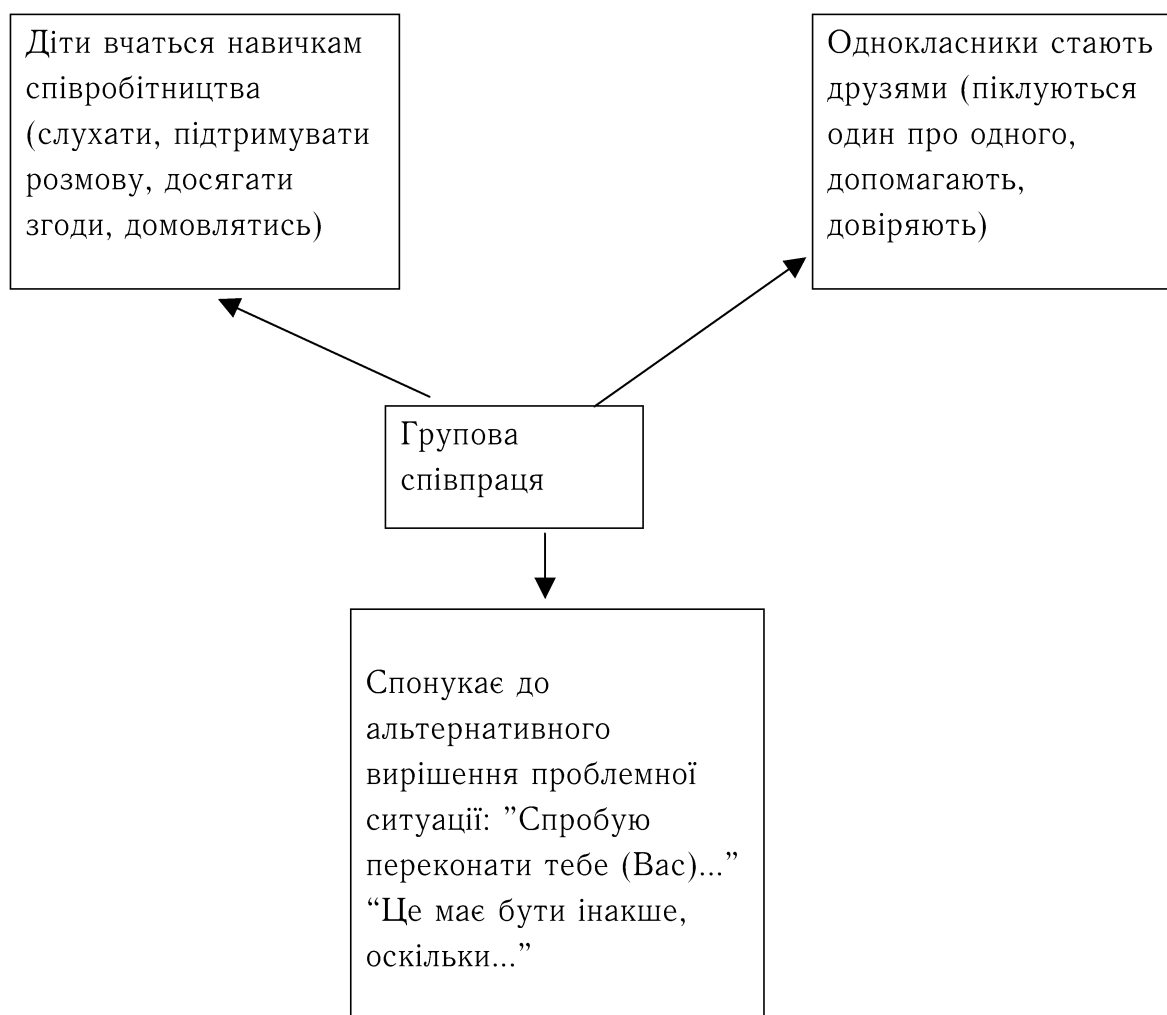 Діти вчаться навичкам
співробітництва
(слухати, підтримувати
розмову, досягати
згоди, домовлятись)
Однокласники стають
друзями (піклуються
один про одного,
допомагають,
довіряють)
Групова
співпраця
Спонукає до
альтернативного
вирішення проблемної
ситуації: ”Спробую
переконати тебе (Вас)...”
“Це має бути інакше,
оскільки...”